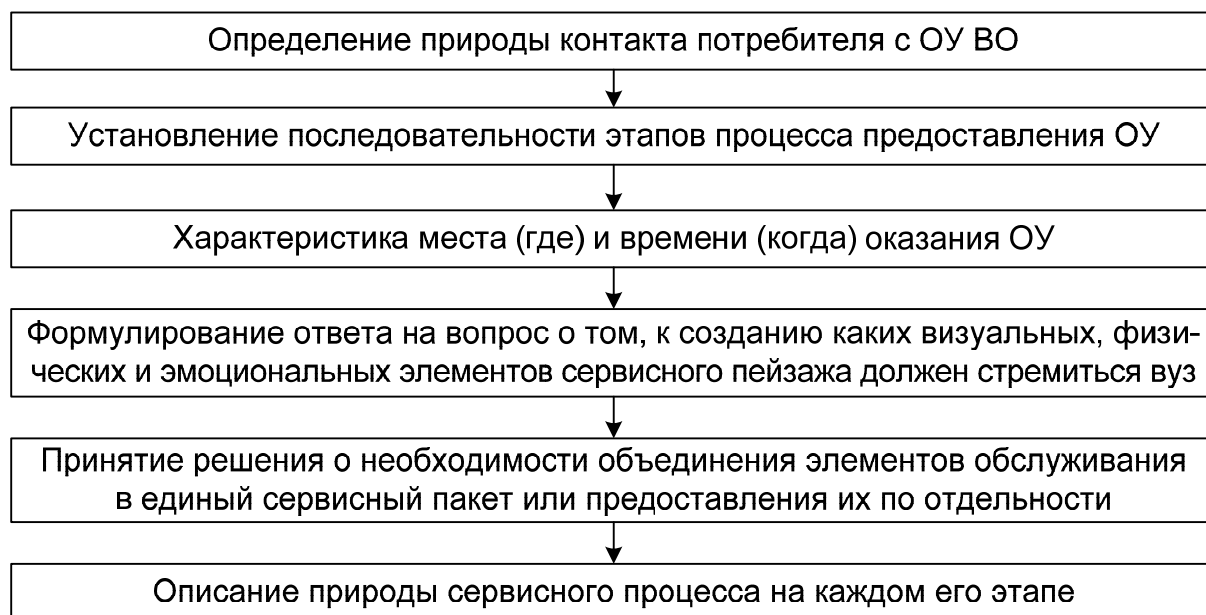 Определение природы контакта потребителя с ОУ ВО
Установление последовательности этапов процесса предоставления ОУ
Характеристика места (где) и времени (когда) оказания ОУ
Формулирование ответа на вопрос о том, к созданию каких визуальных, физи-
ческих и эмоциональных элементов сервисного пейзажа должен стремиться вуз
Принятие решения о необходимости объединения элементов обслуживания
в единый сервисный пакет или предоставления их по отдельности
Описание природы сервисного процесса на каждом его этапе